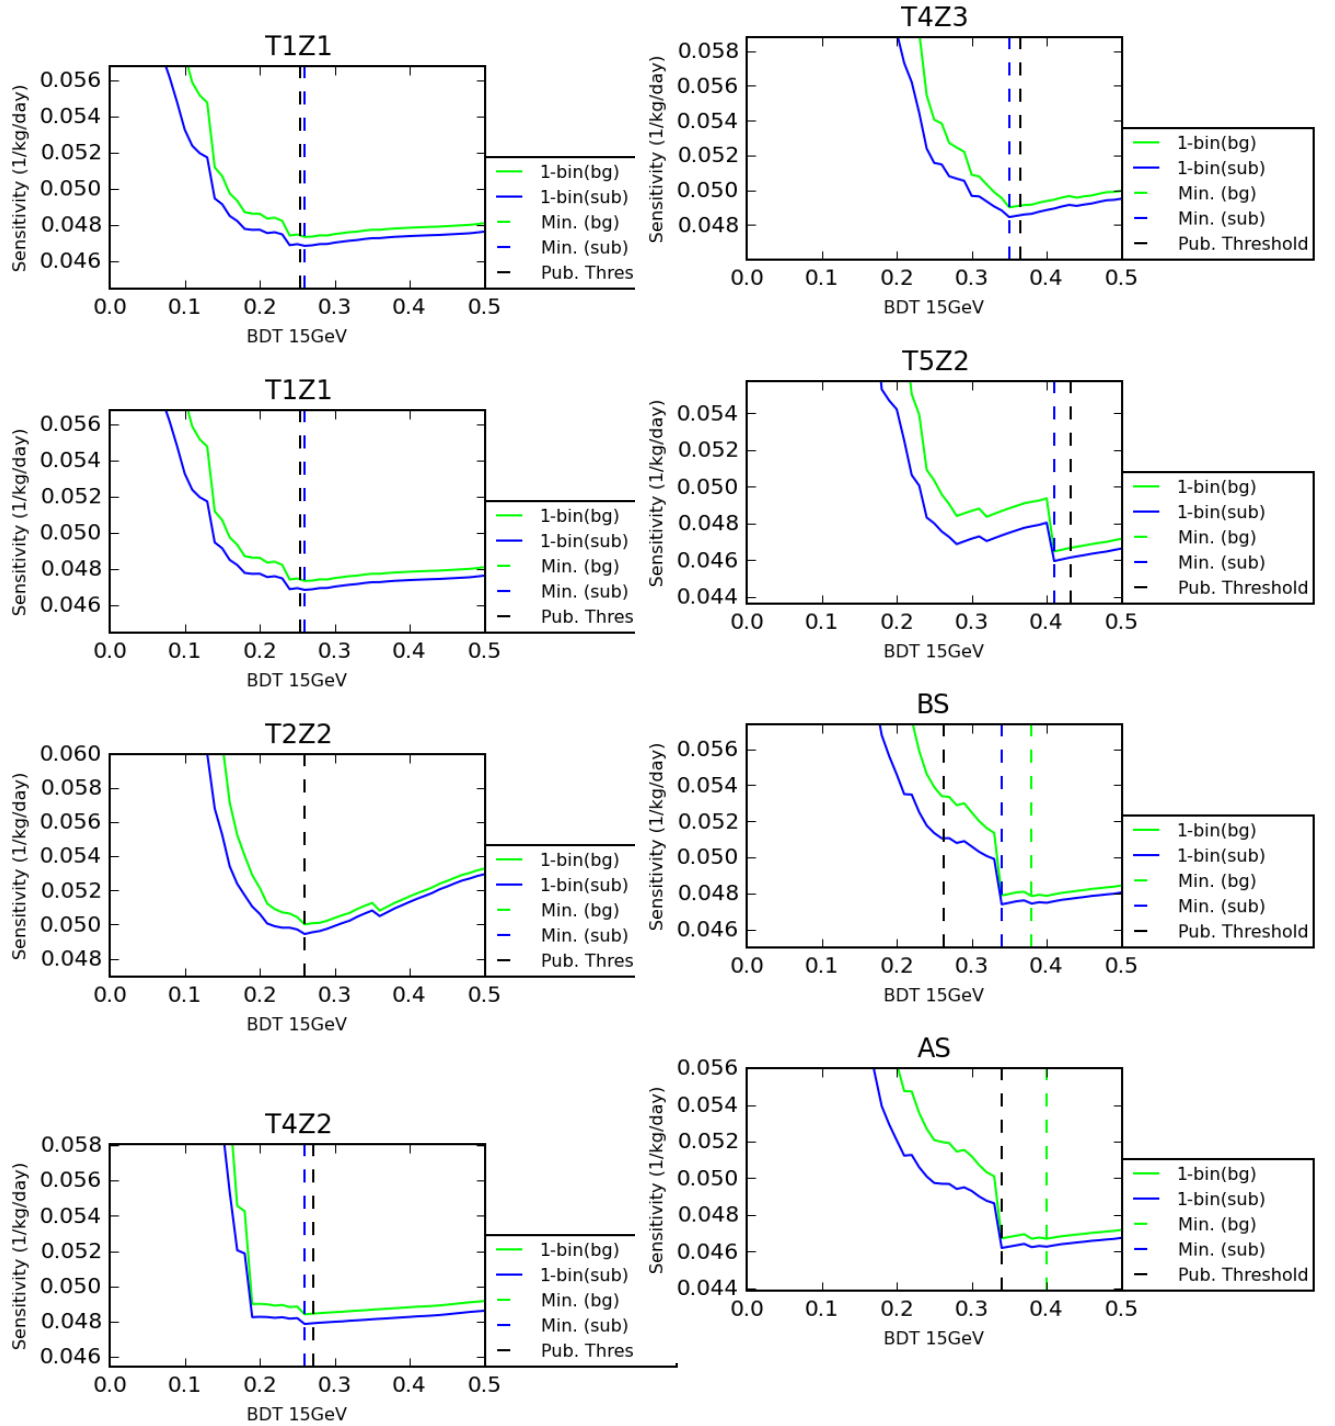 T1Z1
Sensitivity (1/kg/day)
0.056
0.054
0.052
0.050
0.048
0.046
0.0 0.1 0.2 0.3 0.4 0.5
BDT 15GeV
1-bin(bg)
1-bin(sub)
Min. (bg)
Min. (sub)
Pub. Thres
T1Z1
Sensitivity (1/kg/day)
0.056
0.054
0.052
0.050
0.048
0.046
0.0 0.1 0.2 0.3 0.4 0.5
BDT 15GeV
1-bin(bg)
1-bin(sub)
Min. (bg)
Min. (sub)
Pub. Thres
T2Z2
Sensitivity (1/kg/day)
0.060
0.058
0.056
0.054
0.052
0.050
0.048
0.0 0.1 0.2 0.3 0.4 0.5
BDT 15GeV
1-bin(bg)
1-bin(sub)
Min. (bg)
Min. (sub)
Pub. Thres
T4Z2
Sensitivity (1/kg/day)
0.058
0.056
0.054
0.052
0.050
0.048
0.046
0.0 0.1 0.2 0.3 0.4 0.5
BDT 15GeV
1-bin(bg)
1-bin(sub)
Min. (bg)
Min. (sub)
Pub. Thres
T4Z3
Sensitivity (1/kg/day)
0.058
0.056
0.054
0.052
0.050
0.048
0.0 0.1 0.2 0.3 0.4 0.5
BDT 15GeV
1-bin(bg)
1-bin(sub)
Min. (bg)
Min. (sub)
Pub. Threshold
T5Z2
Sensitivity (1/kg/day)
0.054
0.052
0.050
0.048
0.046
0.044
0.0 0.1 0.2 0.3 0.4 0.5
BDT 15GeV
1-bin(bg)
1-bin(sub)
Min. (bg)
Min. (sub)
Pub. Threshold
BS
Sensitivity (1/kg/day)
0.056
0.054
0.052
0.050
0.048
0.046
0.0 0.1 0.2 0.3 0.4 0.5
BDT 15GeV
1-bin(bg)
1-bin(sub)
Min. (bg)
Min. (sub)
Pub. Threshold
AS
Sensitivity (1/kg/day)
0.056
0.054
0.052
0.050
0.048
0.046
0.044
0.0 0.1 0.2 0.3 0.4 0.5
BDT 15GeV
1-bin(bg)
1-bin(sub)
Min. (bg)
Min. (sub)
Pub. Threshold